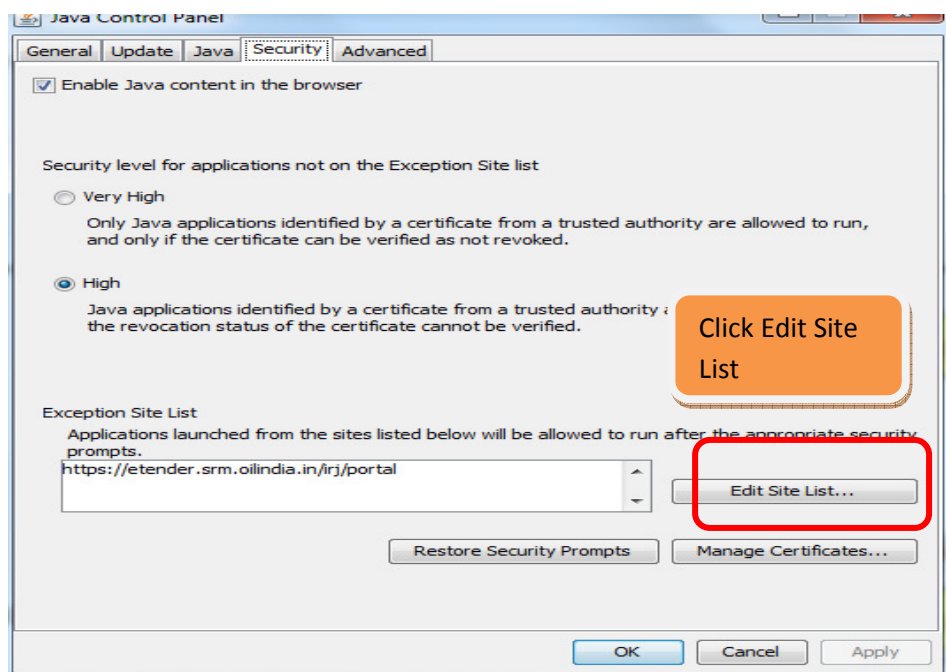 Java Control Panel
General Update Java Security Advanced
Enable Java content in the browser
Security level for applications not on the Exception Site list
Very High
Only Java applications identified by a certificate from a trusted authority are allowed to run,
and only if the certificate can be verified as not revoked.
High
Java applications identified by a certificate from a trusted authority
the revocation status of the certificate cannot be verified.
Click Edit Site
List
Exception Site List
Applications launched from the sites listed below will be allowed to run after the appropriate security
prompts.
https://etender.srm.oilindia.in/irj/portal
Edit Site List...
Restore Security Prompts Manage Certificates...
OK Cancel Apply